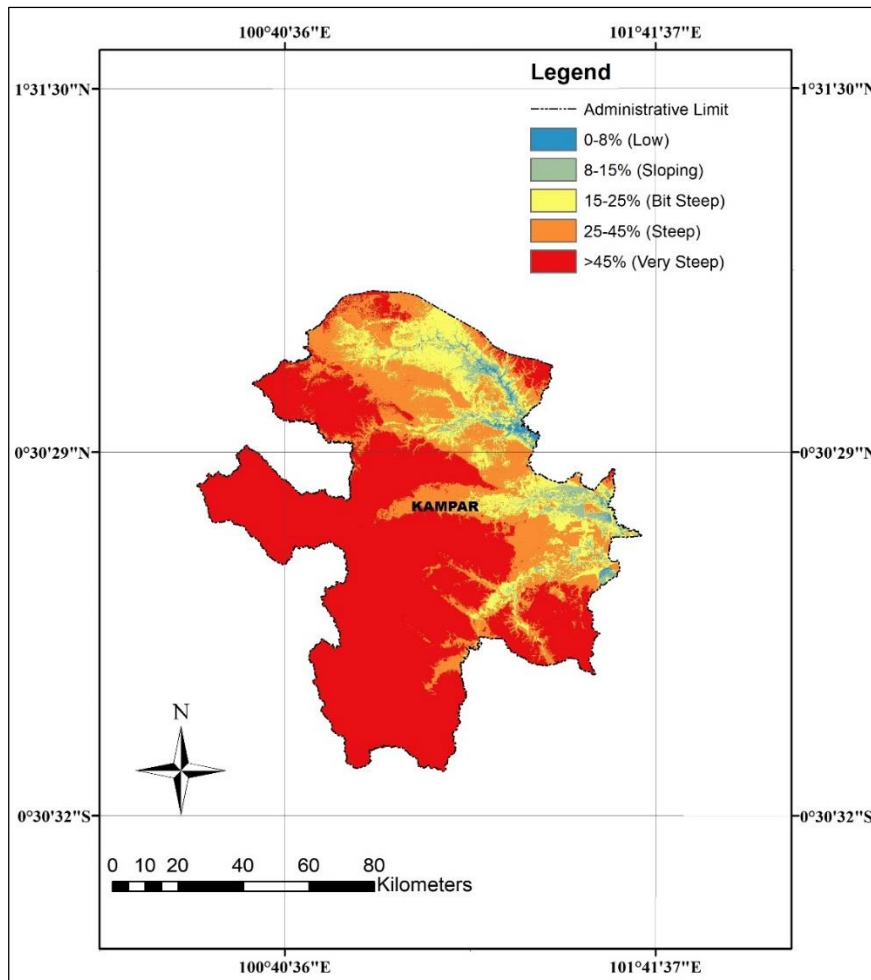 100°40'36"E 101°41'37"E
1°31'30"N 1°31'30"N
Legend
Administrative Limit
0-8% (Low)
8-15% (Sloping)
15-25% (Bit Steep)
25-45% (Steep)
>45% (Very Steep)
0°30'29"N 0°30'29"N
KAMPAR
N
0°30'32"S 0°30'32"S
0 10 20 40 60 80
Kilometers
100°40'36"E 101°41'37"E